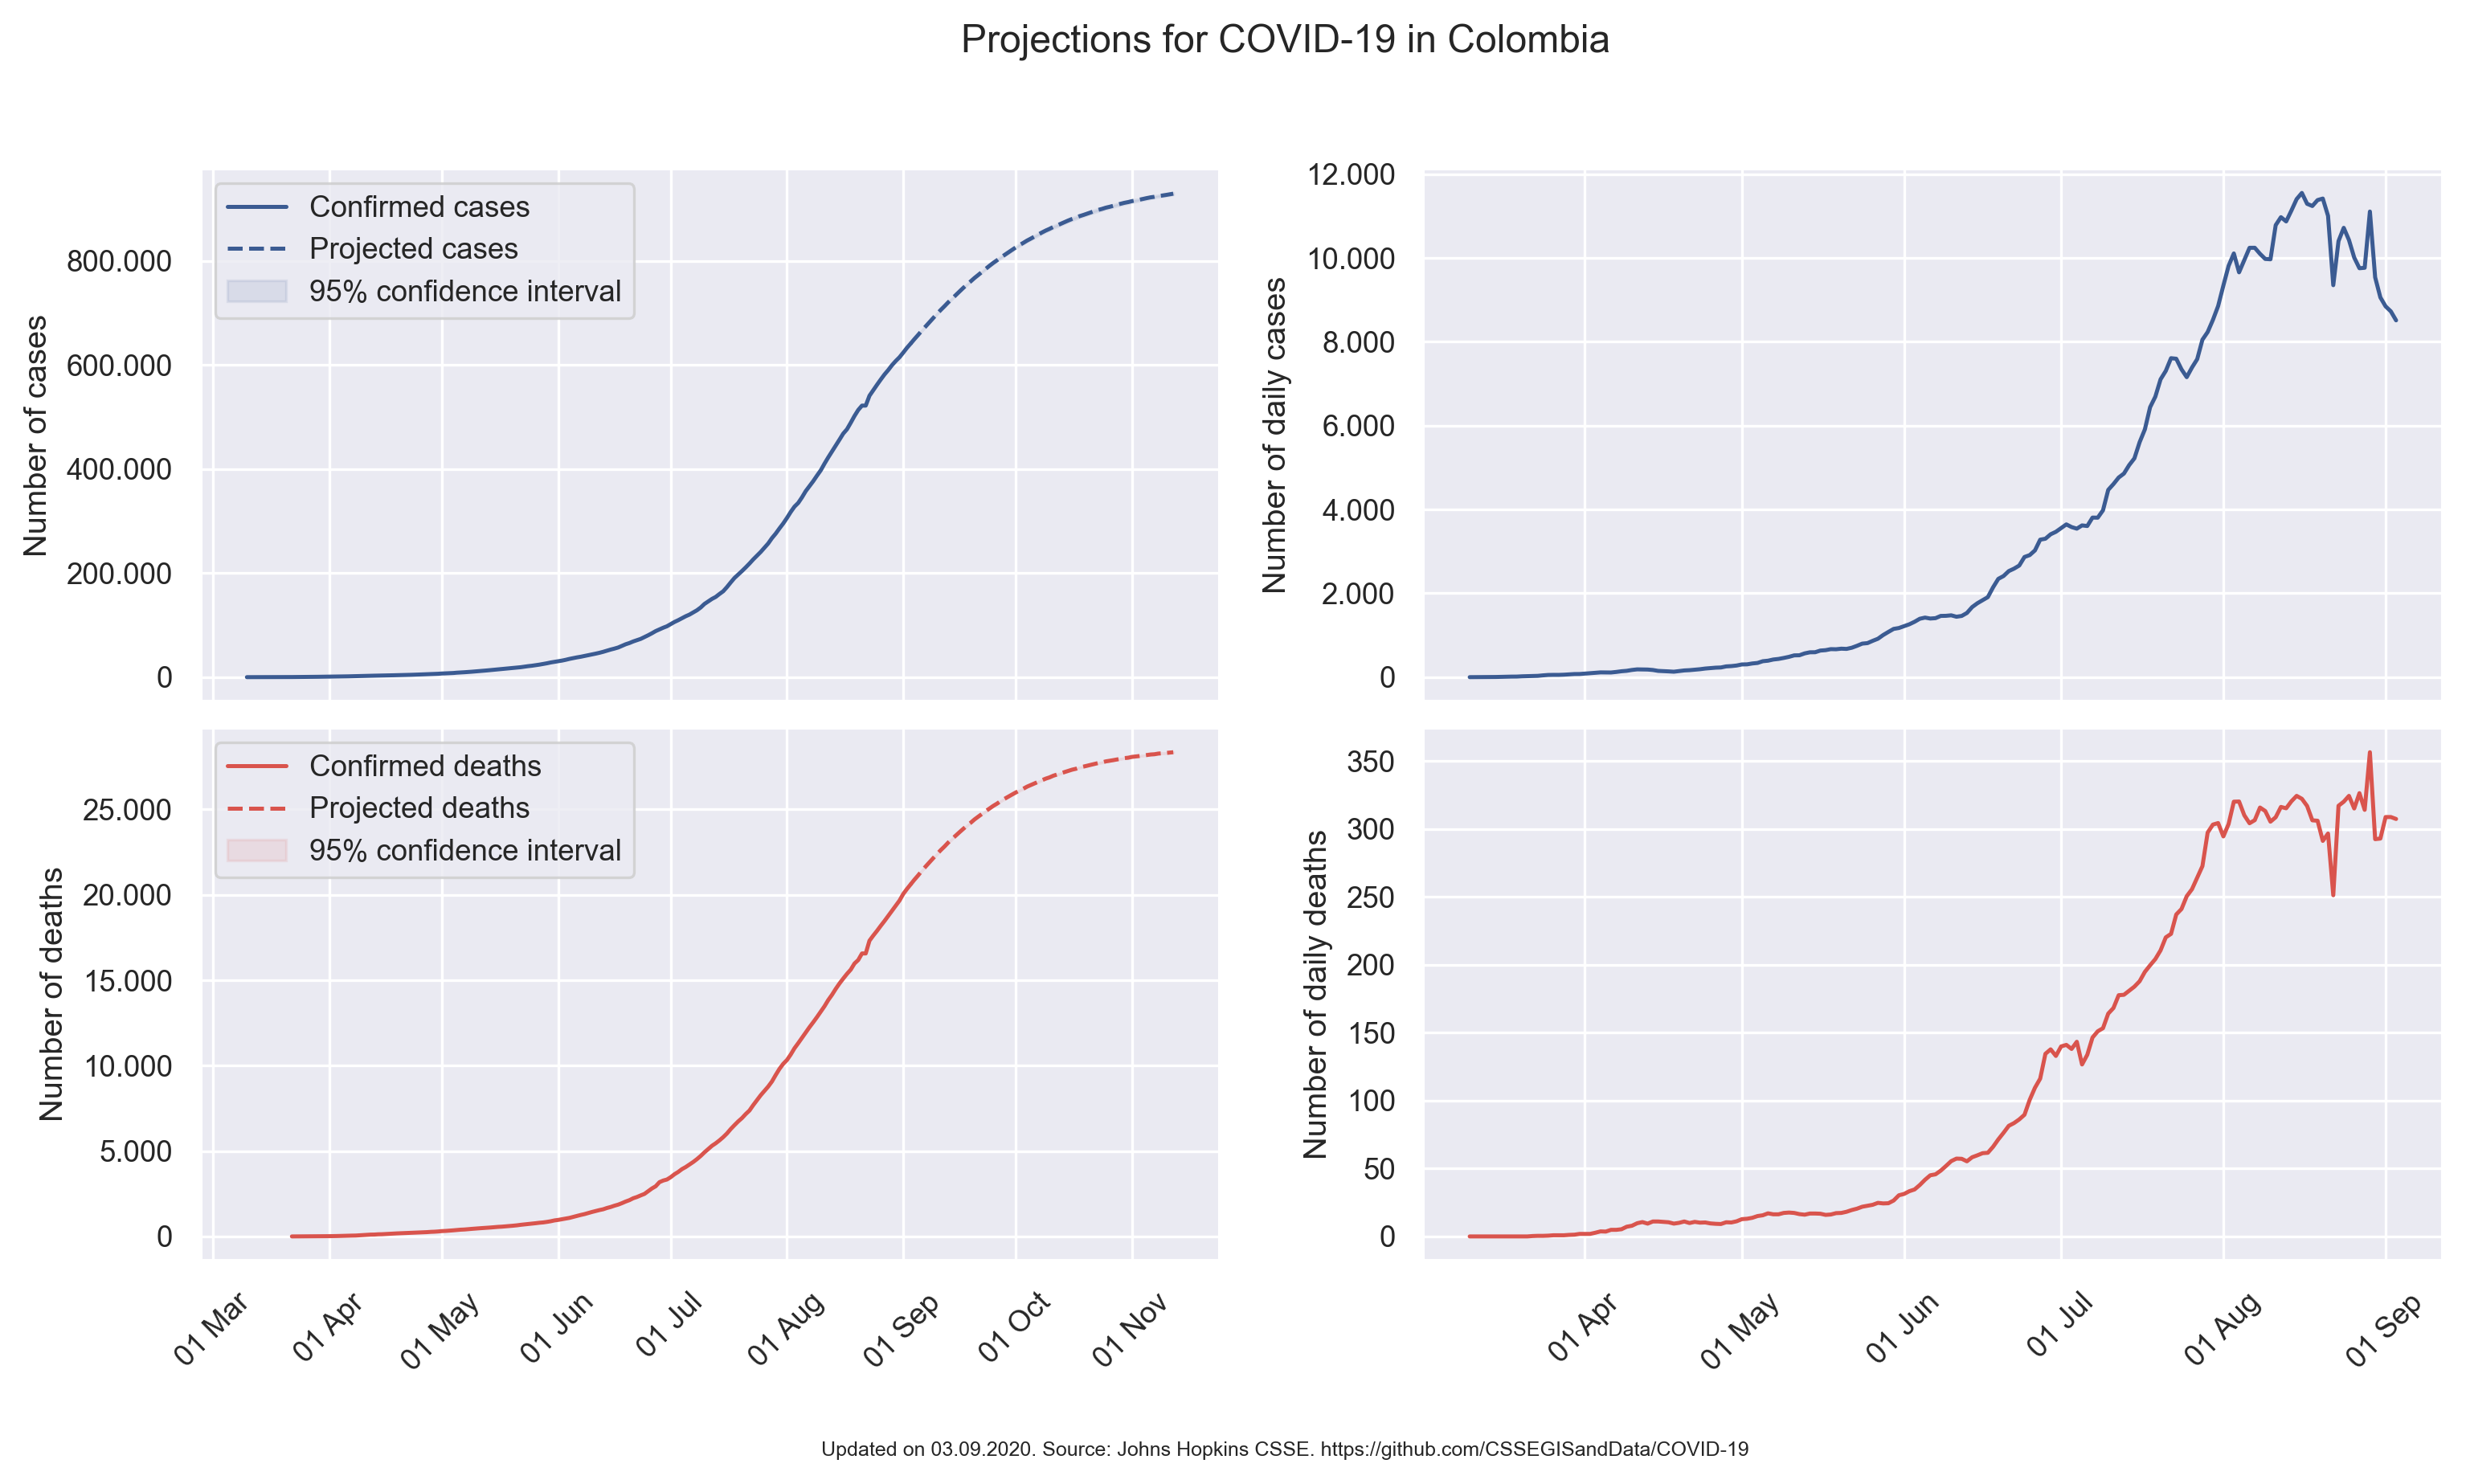 Projections for COVID-19 in Colombia
Number of cases
800.000
600.000
400.000
200.000
0
Confirmed cases
Projected cases
95% confidence interval
Number of daily cases
12.000
10.000
8.000
6.000
4.000
2.000
0
Number of deaths
25.000
20.000
15.000
10.000
5.000
0
Confirmed deaths
Projected deaths
95% confidence interval
01 Mar
01 Apr
01 May
01 Jun
01 Jul
01 Aug
01 Sep
01 Oct
01 Nov
Number of daily deaths
350
300
250
200
150
100
50
0
01 Apr
01 May
01 Jun
01 Jul
01 Aug
01 Sep
Updated on 03.09.2020. Source: Johns Hopkins CSSE. https://github.com/CSSEGISandData/COVID-19